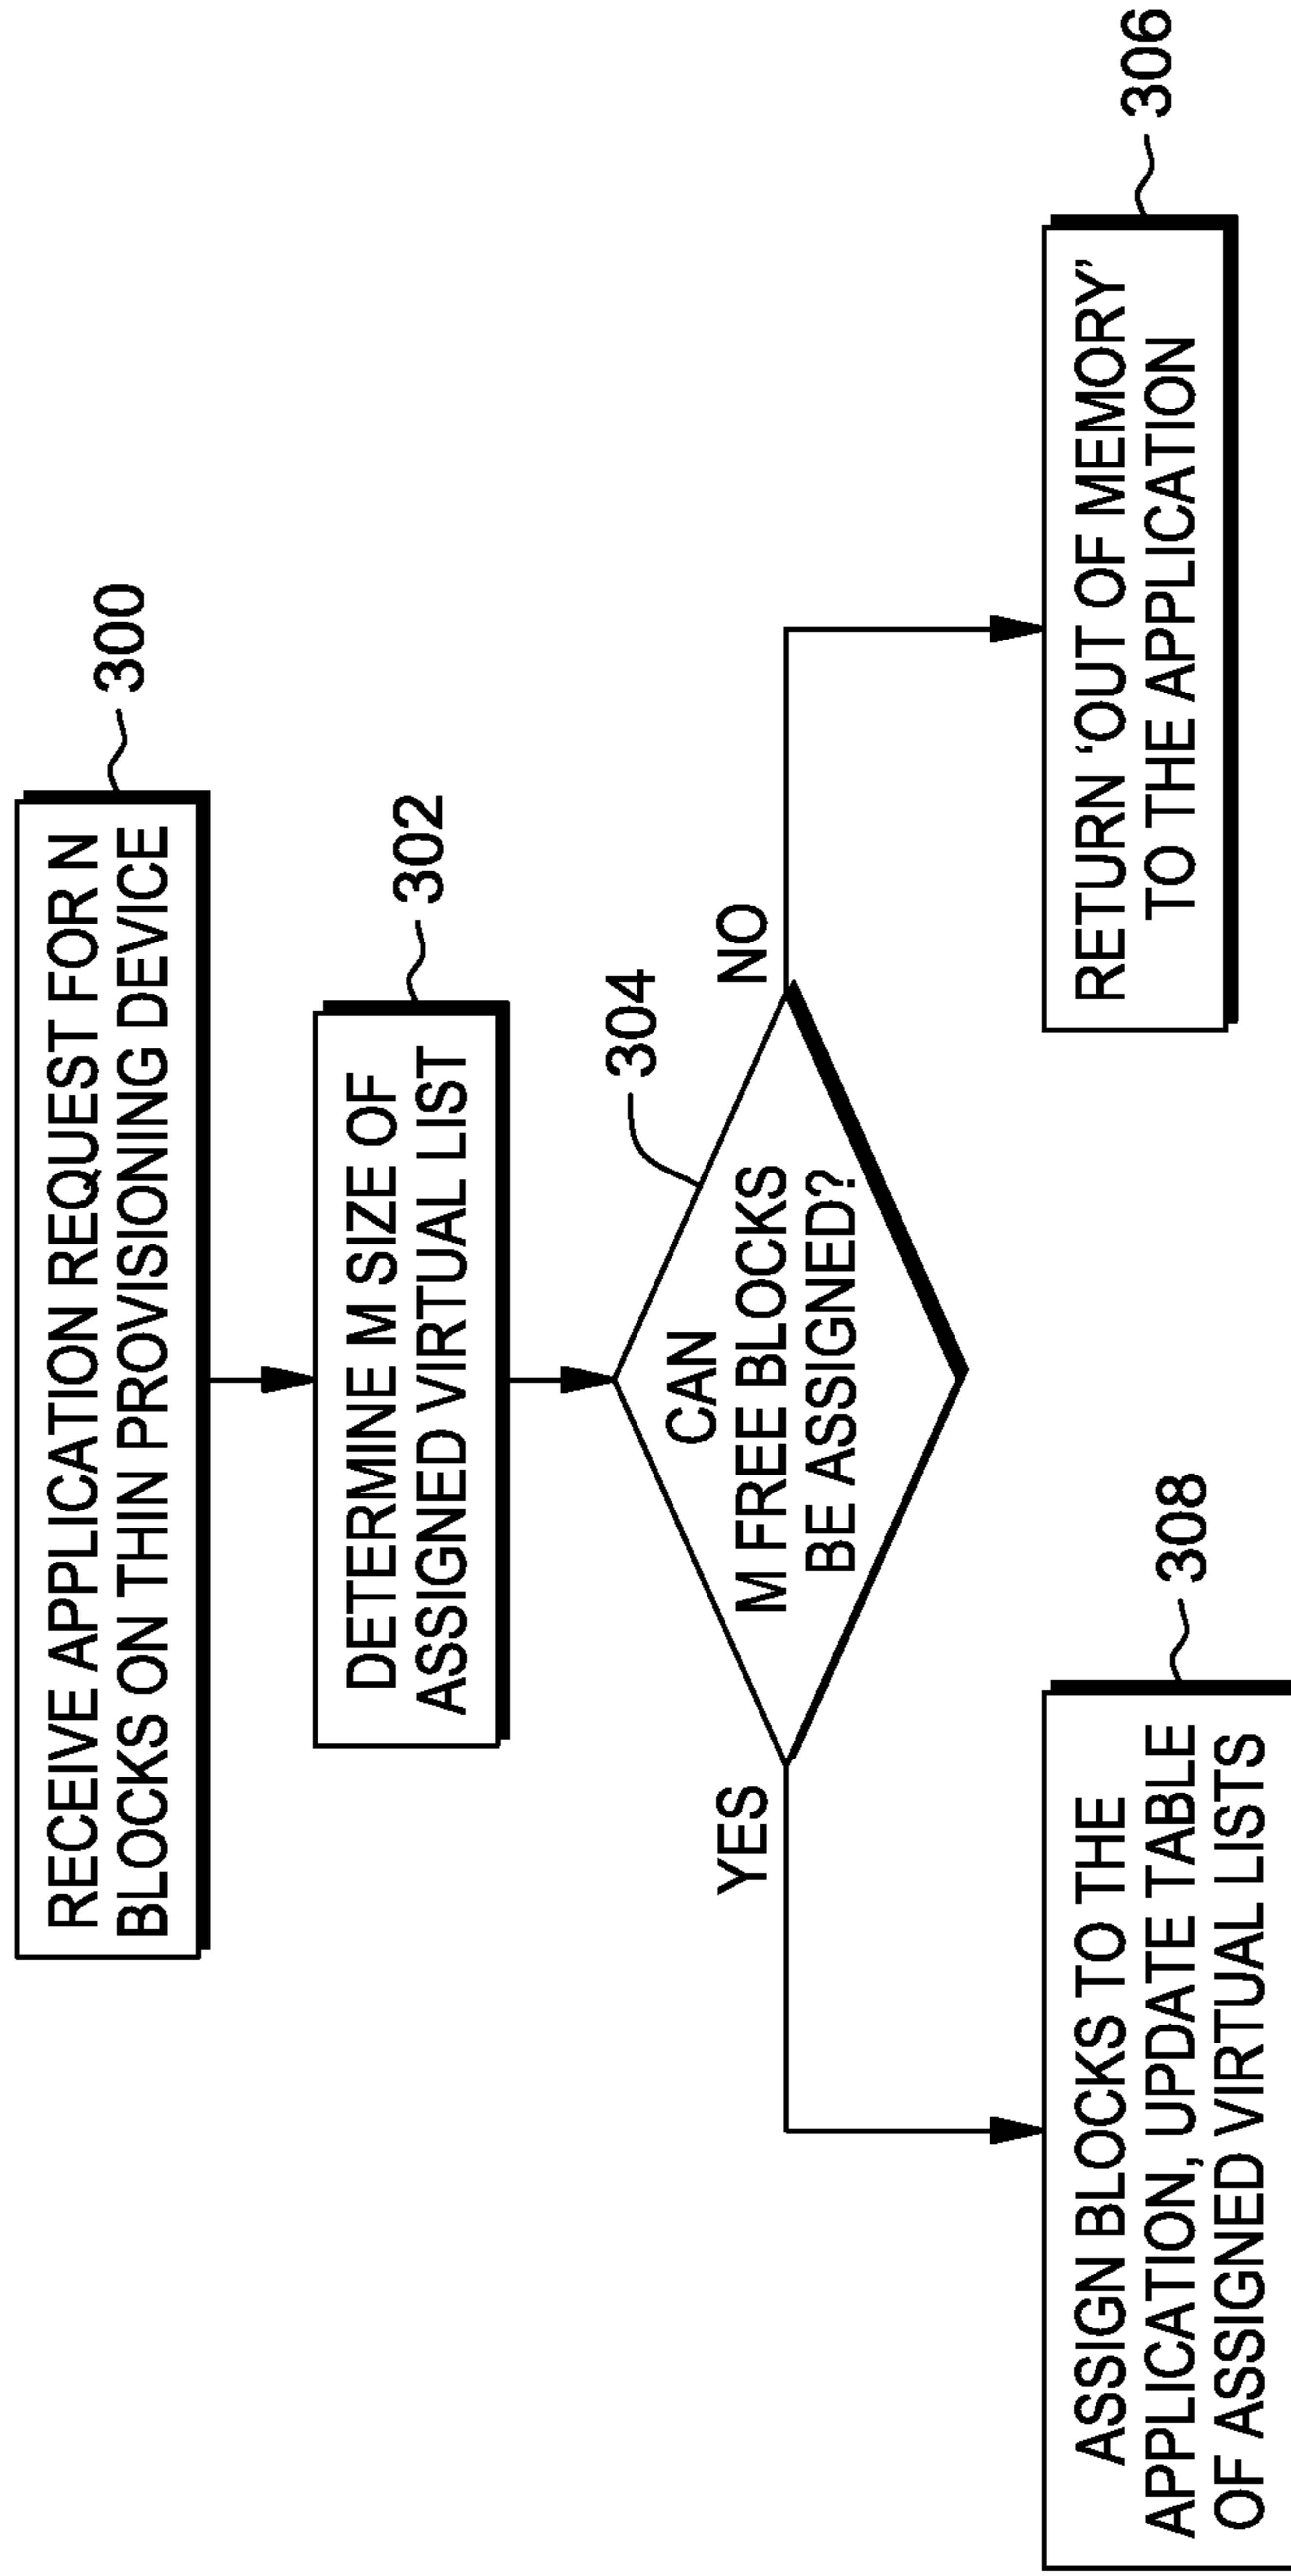 RECEIVE APPLICATION REQUEST FOR N
BLOCKS ON THIN PROVISIONING DEVICE
300
DETERMINE M SIZE OF
ASSIGNED VIRTUAL LIST
302
304
CAN
M FREE BLOCKS
BE ASSIGNED?
YES
NO
ASSIGN BLOCKS TO THE
APPLICATION, UPDATE TABLE
OF ASSIGNED VIRTUAL LISTS
308
RETURN ‘OUT OF MEMORY’
TO THE APPLICATION
306